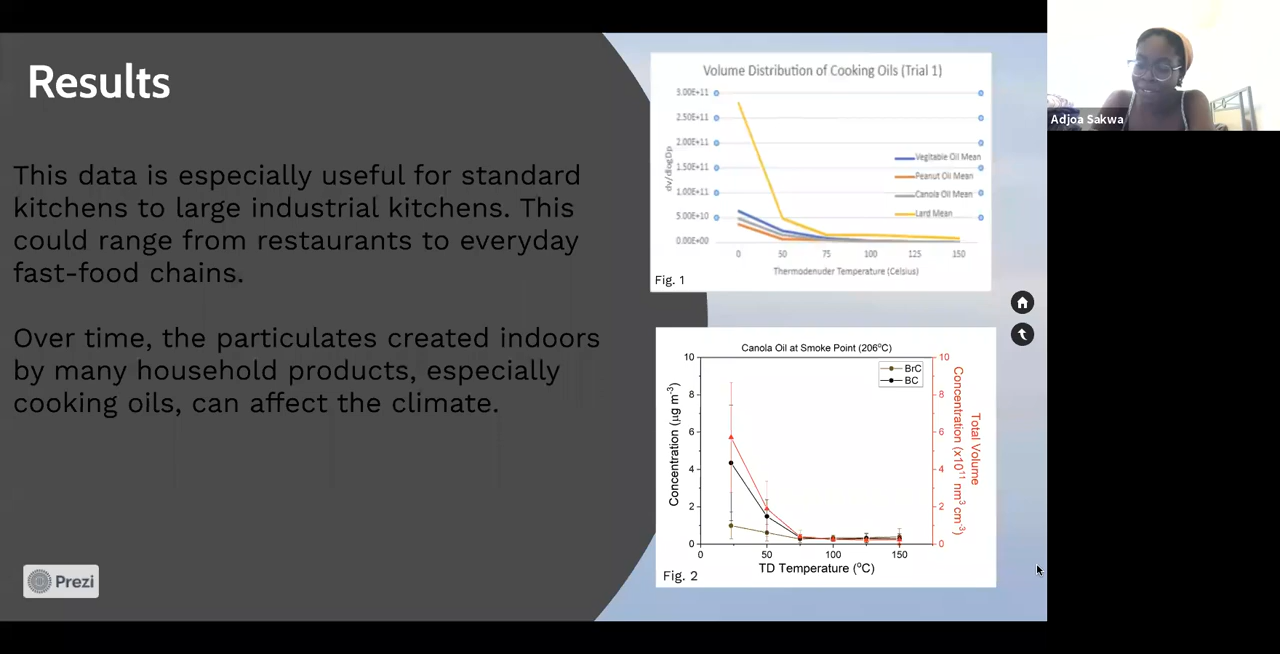 Results
This data is especially useful for standard
kitchens to large industrial kitchens. This
could range from restaurants to everyday
fast-food chains.
Over time, the particulates created indoors
by many household products, especially
cooking oils, can affect the climate.
Prezi
Volume Distribution of Cooking Oils (Trial 1)
3.00E+11
2.50E+11
2.00E+11
1.50E+11
1.00E+11
5.00E+10
0.00E+00
dv/dlogDp
Vegitable Oil Mean
Peanut Oil Mean
Canola Oil Mean
Lard Mean
0 50 75 100 125 150
Thermodenuder Temperature (Celsius)
Fig. 1
Canola Oil at Smoke Point (206°C)
BrC
BC
10 10
8 8
6 6
4 4
2 2
0 0
Concentration (µg m⁻³)
Total Volume
Concentration (x10¹¹ nm³ cm⁻³)
0 50 100 150
TD Temperature (°C)
Fig. 2
Adjoa Sakwa